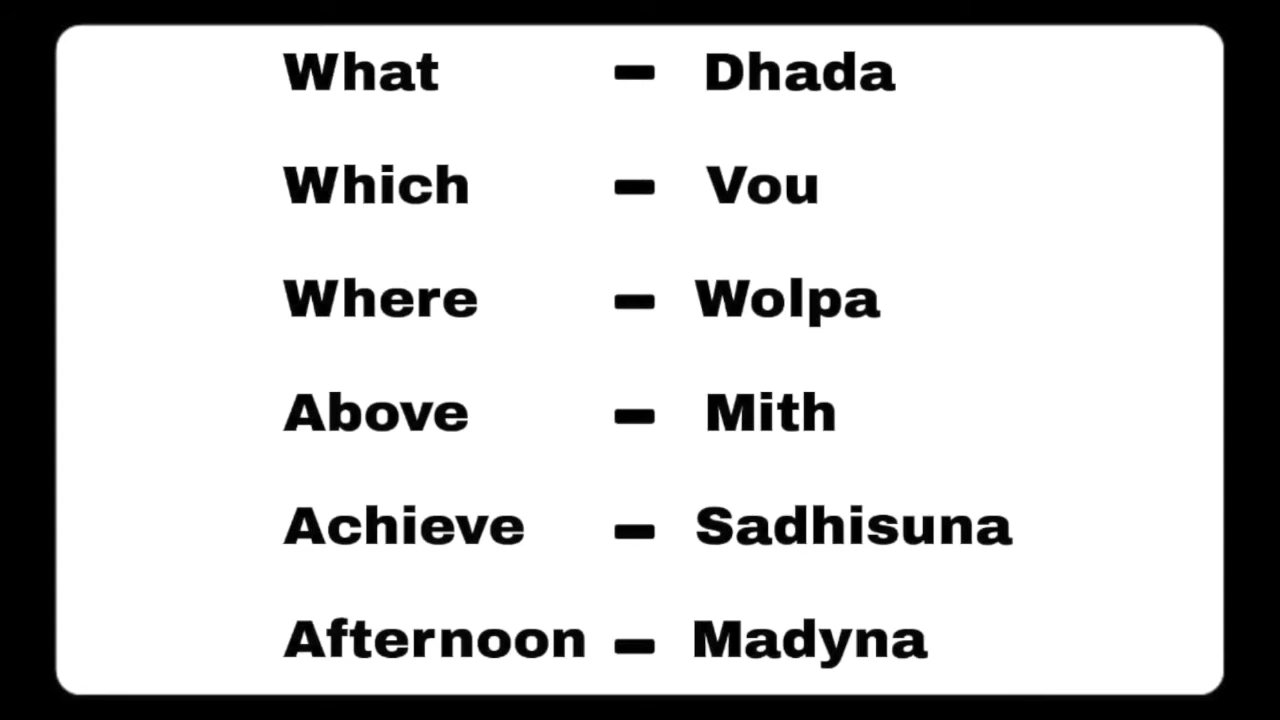 What - Dhada
Which - Vou
Where - Wolpa
Above - Mith
Achieve - Sadhisuna
Afternoon - Madyna